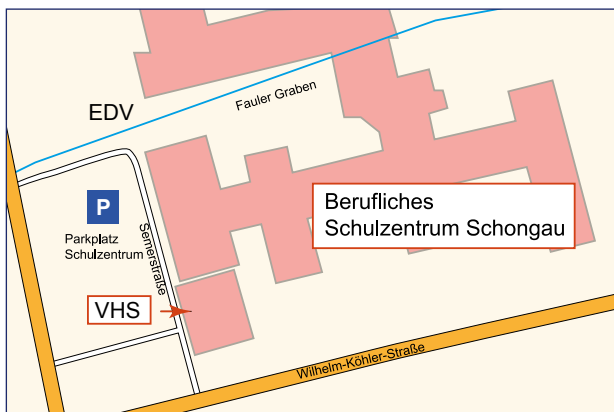 EDV
Fauler Graben
P
Parkplatz
Schulzentrum
Semerstraße
Berufliches
Schulzentrum Schongau
VHS
Wilhelm-Köhler-Straße